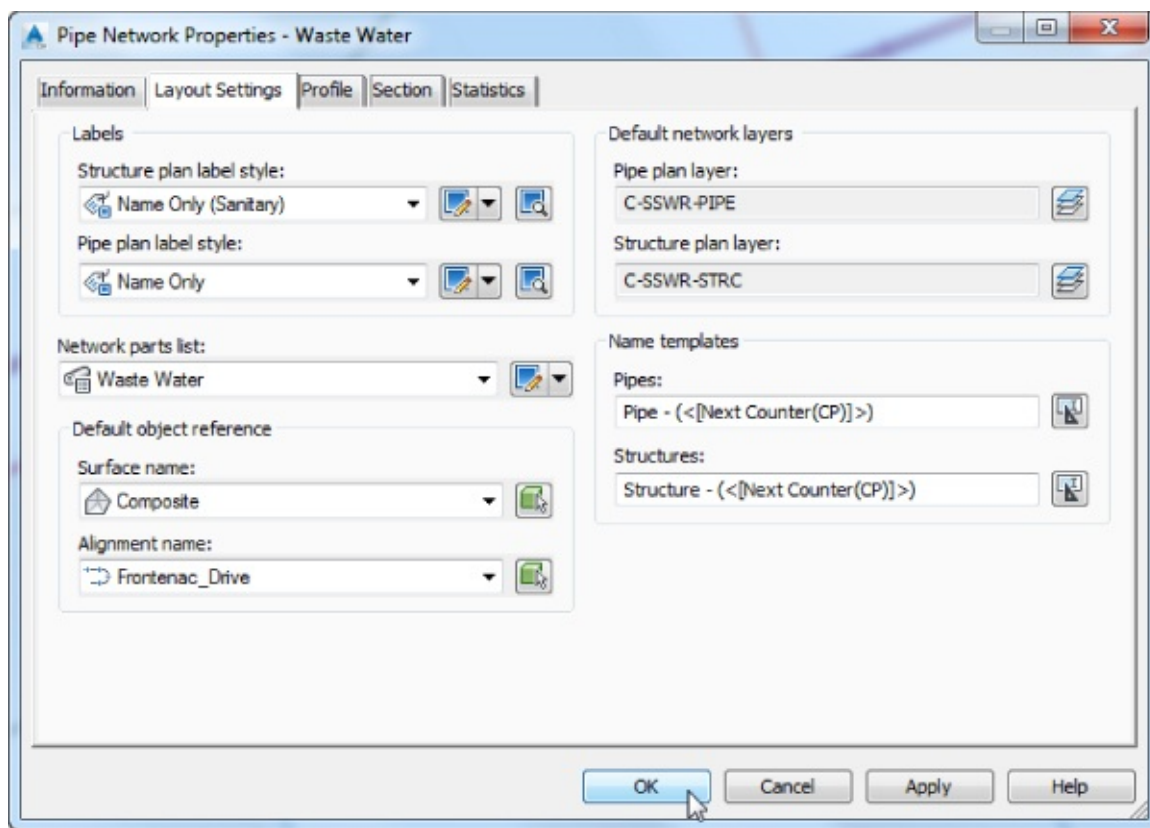 Pipe Network Properties - Waste Water
Information Layout Settings Profile Section Statistics
Labels
Structure plan label style:
Name Only (Sanitary)
Pipe plan label style:
Name Only
Network parts list:
Waste Water
Default object reference
Surface name:
Composite
Alignment name:
Frontenac_Drive
Default network layers
Pipe plan layer:
C-SSWR-PIPE
Structure plan layer:
C-SSWR-STRC
Name templates
Pipes:
Pipe - (<[Next Counter(CP)]>)
Structures:
Structure - (<[Next Counter(CP)]>)
OK Cancel Apply Help